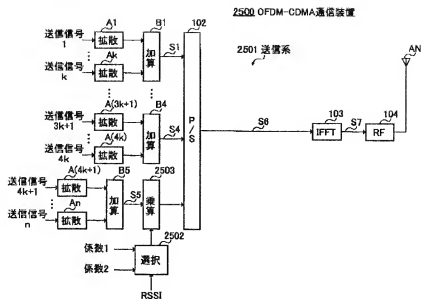 2500 OFDM-CDMA通信装置
2501 送信系
AN
送信信号 1
A1
拡散
B1
加算
S1
102
P/S
送信信号 k
Ak
拡散
送信信号 3k+1
A(3k+1)
拡散
B4
加算
S4
送信信号 4k
A(4k)
拡散
S6
103
IFFT
S7
104
RF
送信信号 4k+1
A(4k+1)
拡散
B5
加算
S5
2503
乗算
送信信号 n
An
拡散
2502
係数1
係数2
選択
RSSI